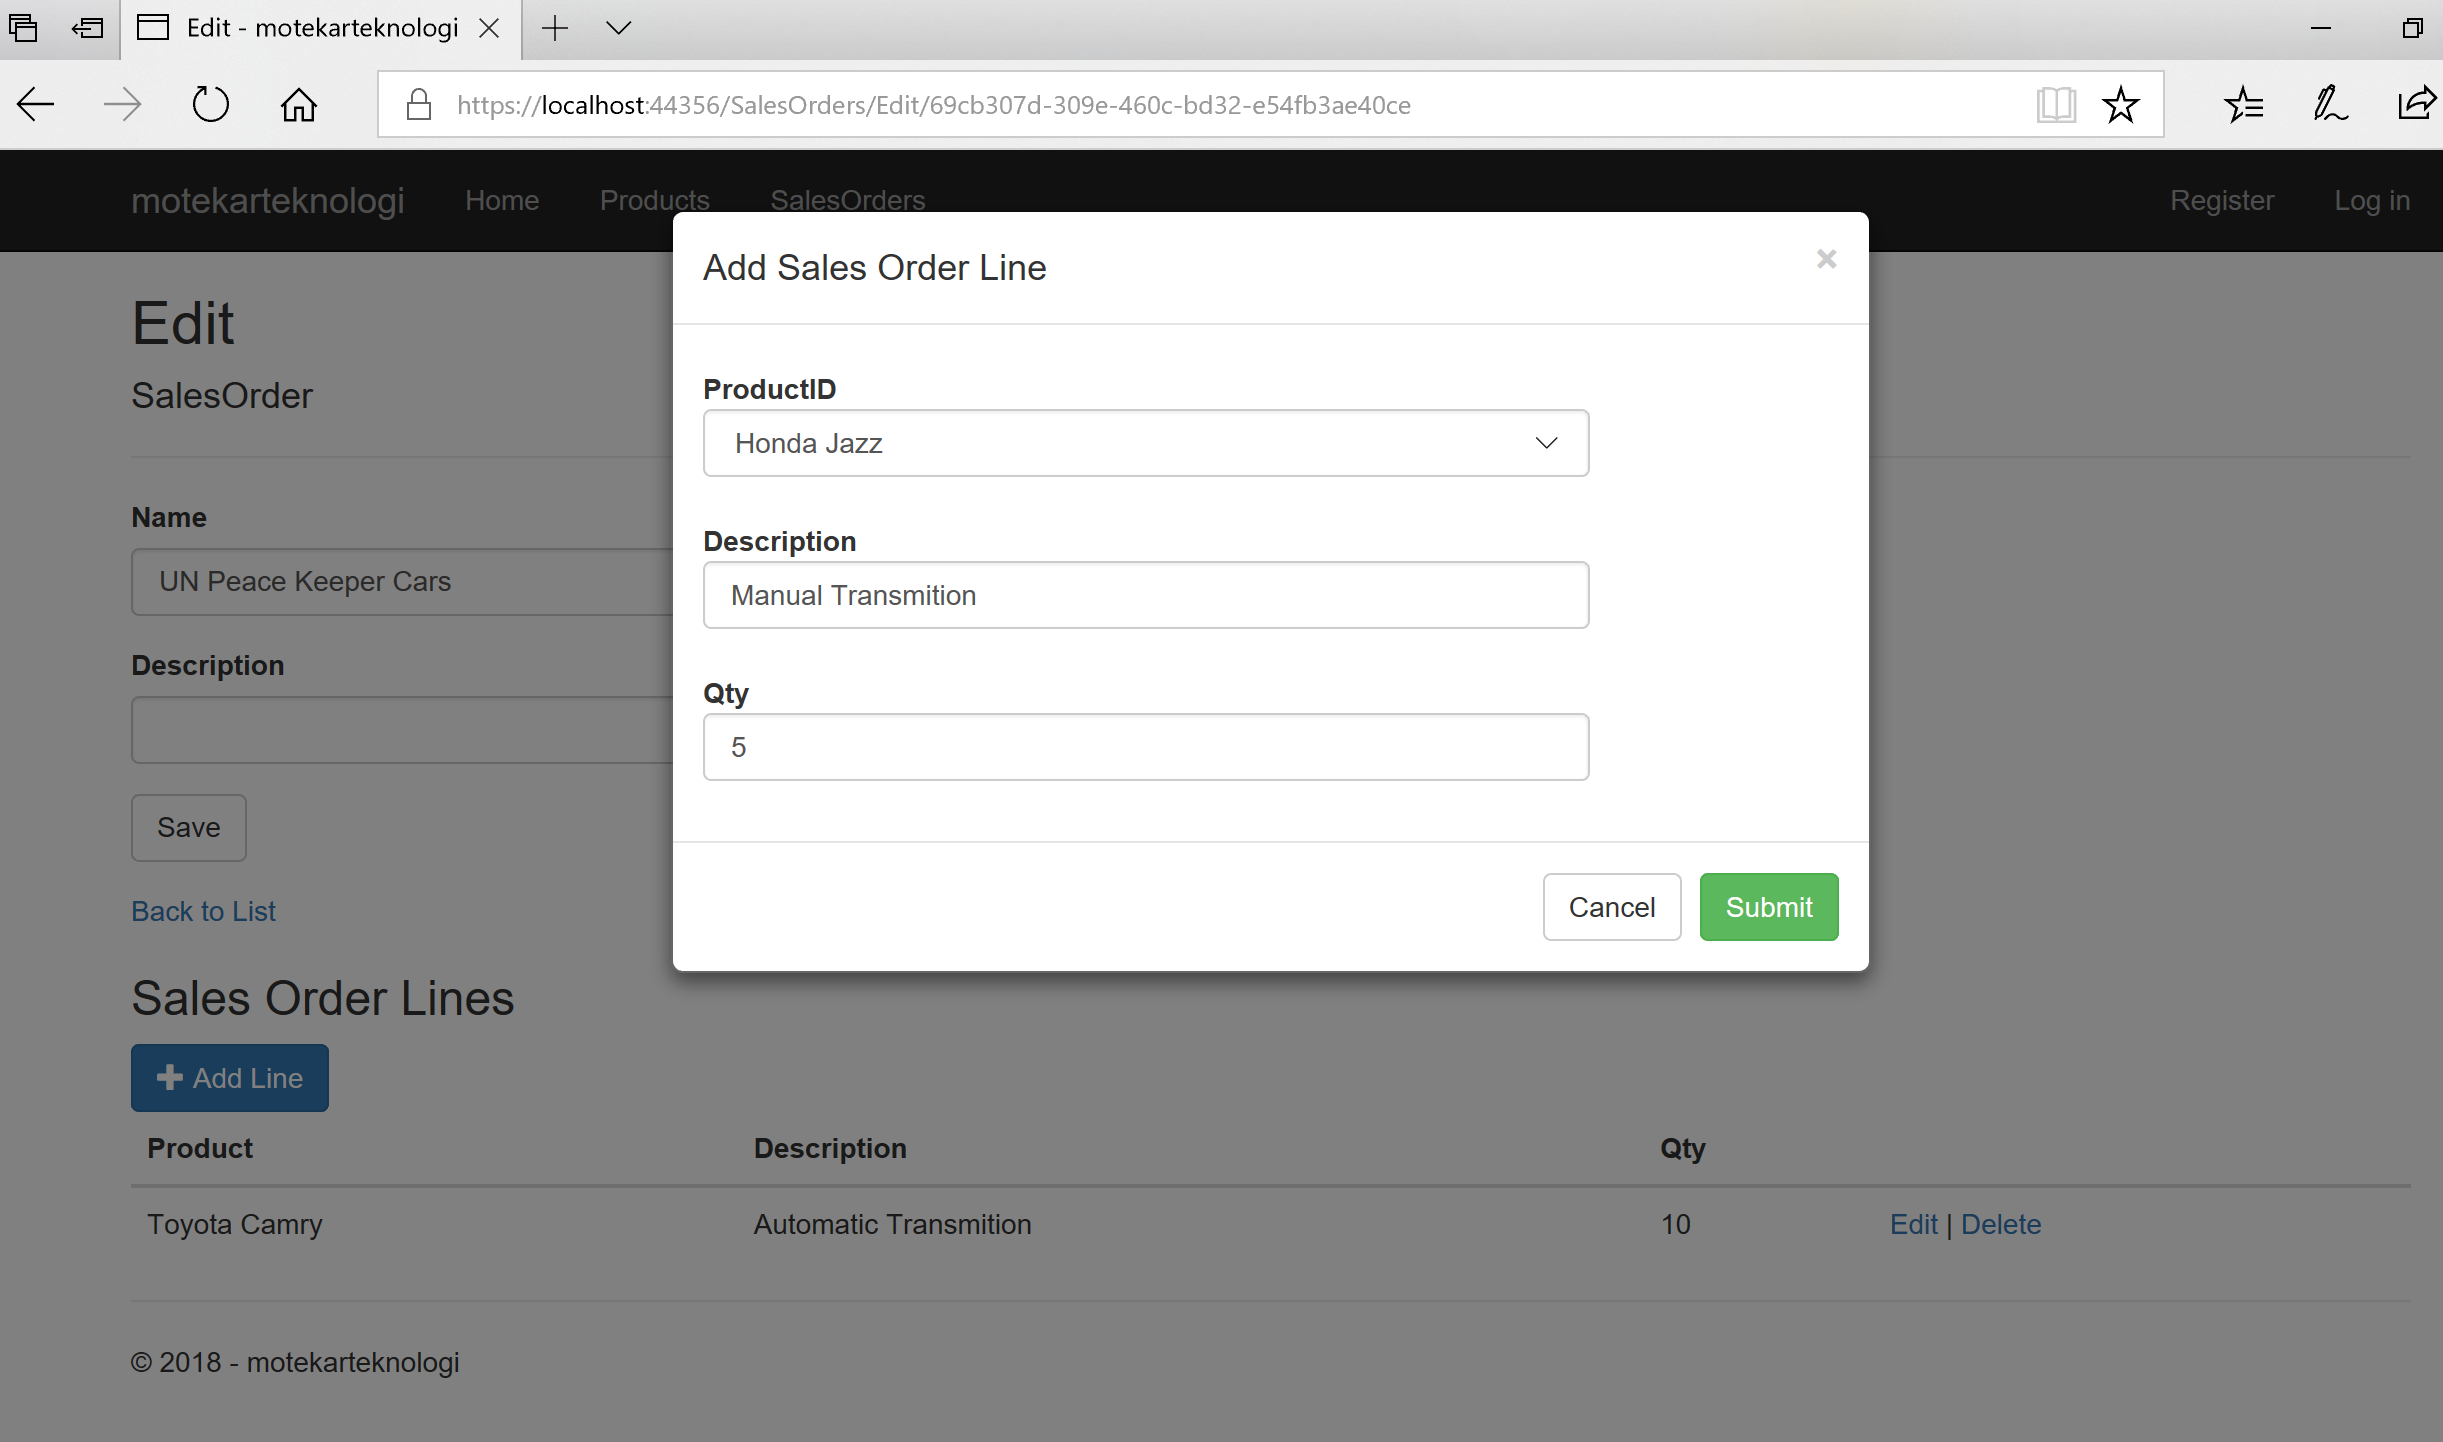 Edit - motekarteknologi
https://localhost:44356/SalesOrders/Edit/69cb307d-309e-460c-bd32-e54fb3ae40ce
motekarteknologi Home Products SalesOrders Register Log in
Add Sales Order Line ×
ProductID
Honda Jazz
Description
Manual Transmition
Qty
5
Cancel Submit
Edit
SalesOrder
Name
UN Peace Keeper Cars
Description
Save
Back to List
Sales Order Lines
Add Line
Product Description Qty
Toyota Camry Automatic Transmition 10 Edit | Delete
© 2018 - motekarteknologi